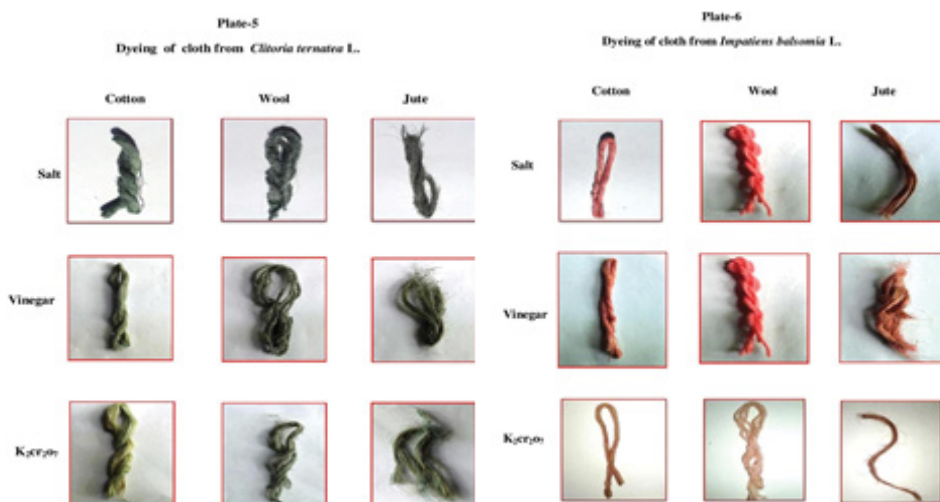 Plate-5
Dyeing of cloth from Clitoria ternatea L.
Cotton Wool Jute
Salt
Vinegar
K₂cr₂o₇
Plate-6
Dyeing of cloth from Impatiens balsomia L.
Cotton Wool Jute
Salt
Vinegar
K₂cr₂o₇